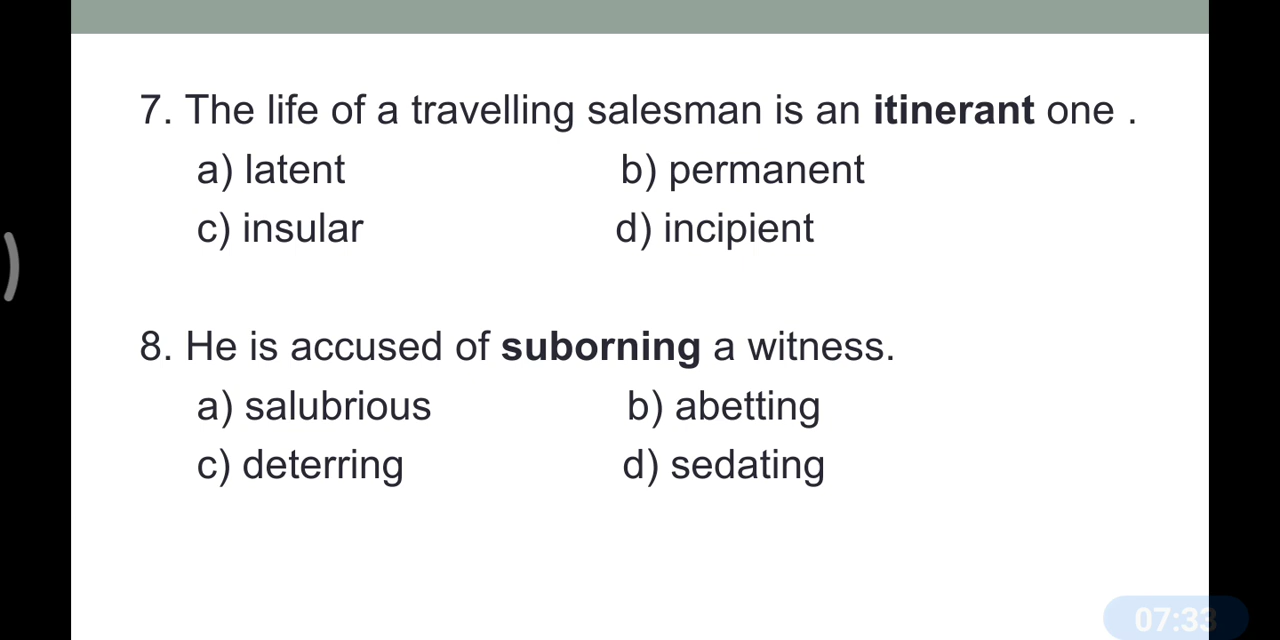 7. The life of a travelling salesman is an itinerant one .
a) latent b) permanent
c) insular d) incipient
8. He is accused of suborning a witness.
a) salubrious b) abetting
c) deterring d) sedating
07:33